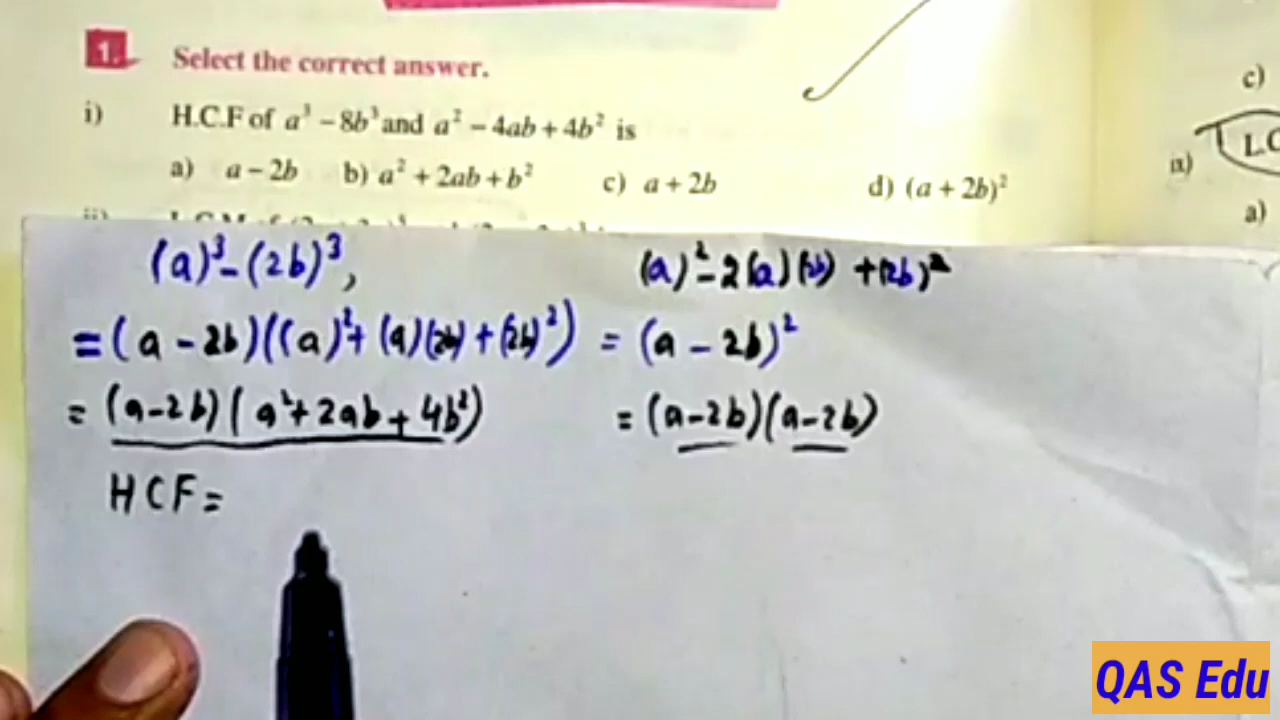 1. Select the correct answer.
i) H.C.F of a³ − 8b³ and a² − 4ab + 4b² is
a) a − 2b b) a² + 2ab + b² c) a + 2b d) (a + 2b)²
c)
ix) LC
a)
(a)³ − (2b)³, (a)² − 2(a)(2b) + (2b)²
= (a − 2b)((a)² + (a)(2b) + (2b)²) = (a − 2b)²
= (a − 2b)(a² + 2ab + 4b²) = (a − 2b)(a − 2b)
HCF =
QAS Edu